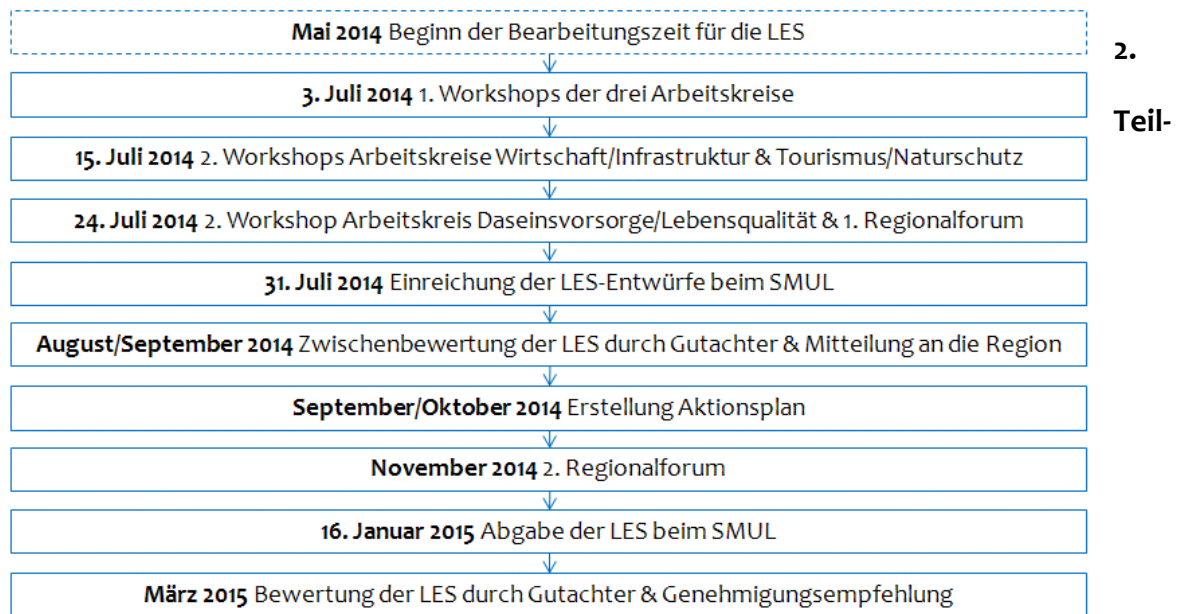 Mai 2014 Beginn der Bearbeitungszeit für die LES
3. Juli 2014 1. Workshops der drei Arbeitskreise
15. Juli 2014 2. Workshops Arbeitskreise Wirtschaft/Infrastruktur & Tourismus/Naturschutz
24. Juli 2014 2. Workshop Arbeitskreis Daseinsvorsorge/Lebensqualität & 1. Regionalforum
31. Juli 2014 Einreichung der LES-Entwürfe beim SMUL
August/September 2014 Zwischenbewertung der LES durch Gutachter & Mitteilung an die Region
September/Oktober 2014 Erstellung Aktionsplan
November 2014 2. Regionalforum
16. Januar 2015 Abgabe der LES beim SMUL
März 2015 Bewertung der LES durch Gutachter & Genehmigungsempfehlung
2.
Teil-